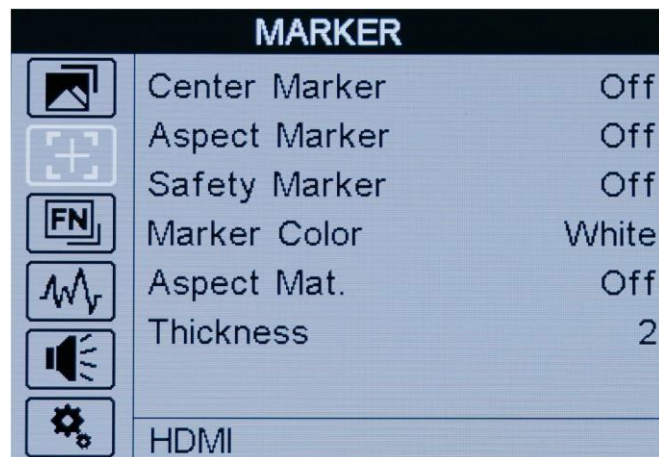 MARKER
Center Marker Off
Aspect Marker Off
Safety Marker Off
FN
Marker Color White
Aspect Mat. Off
Thickness 2
HDMI